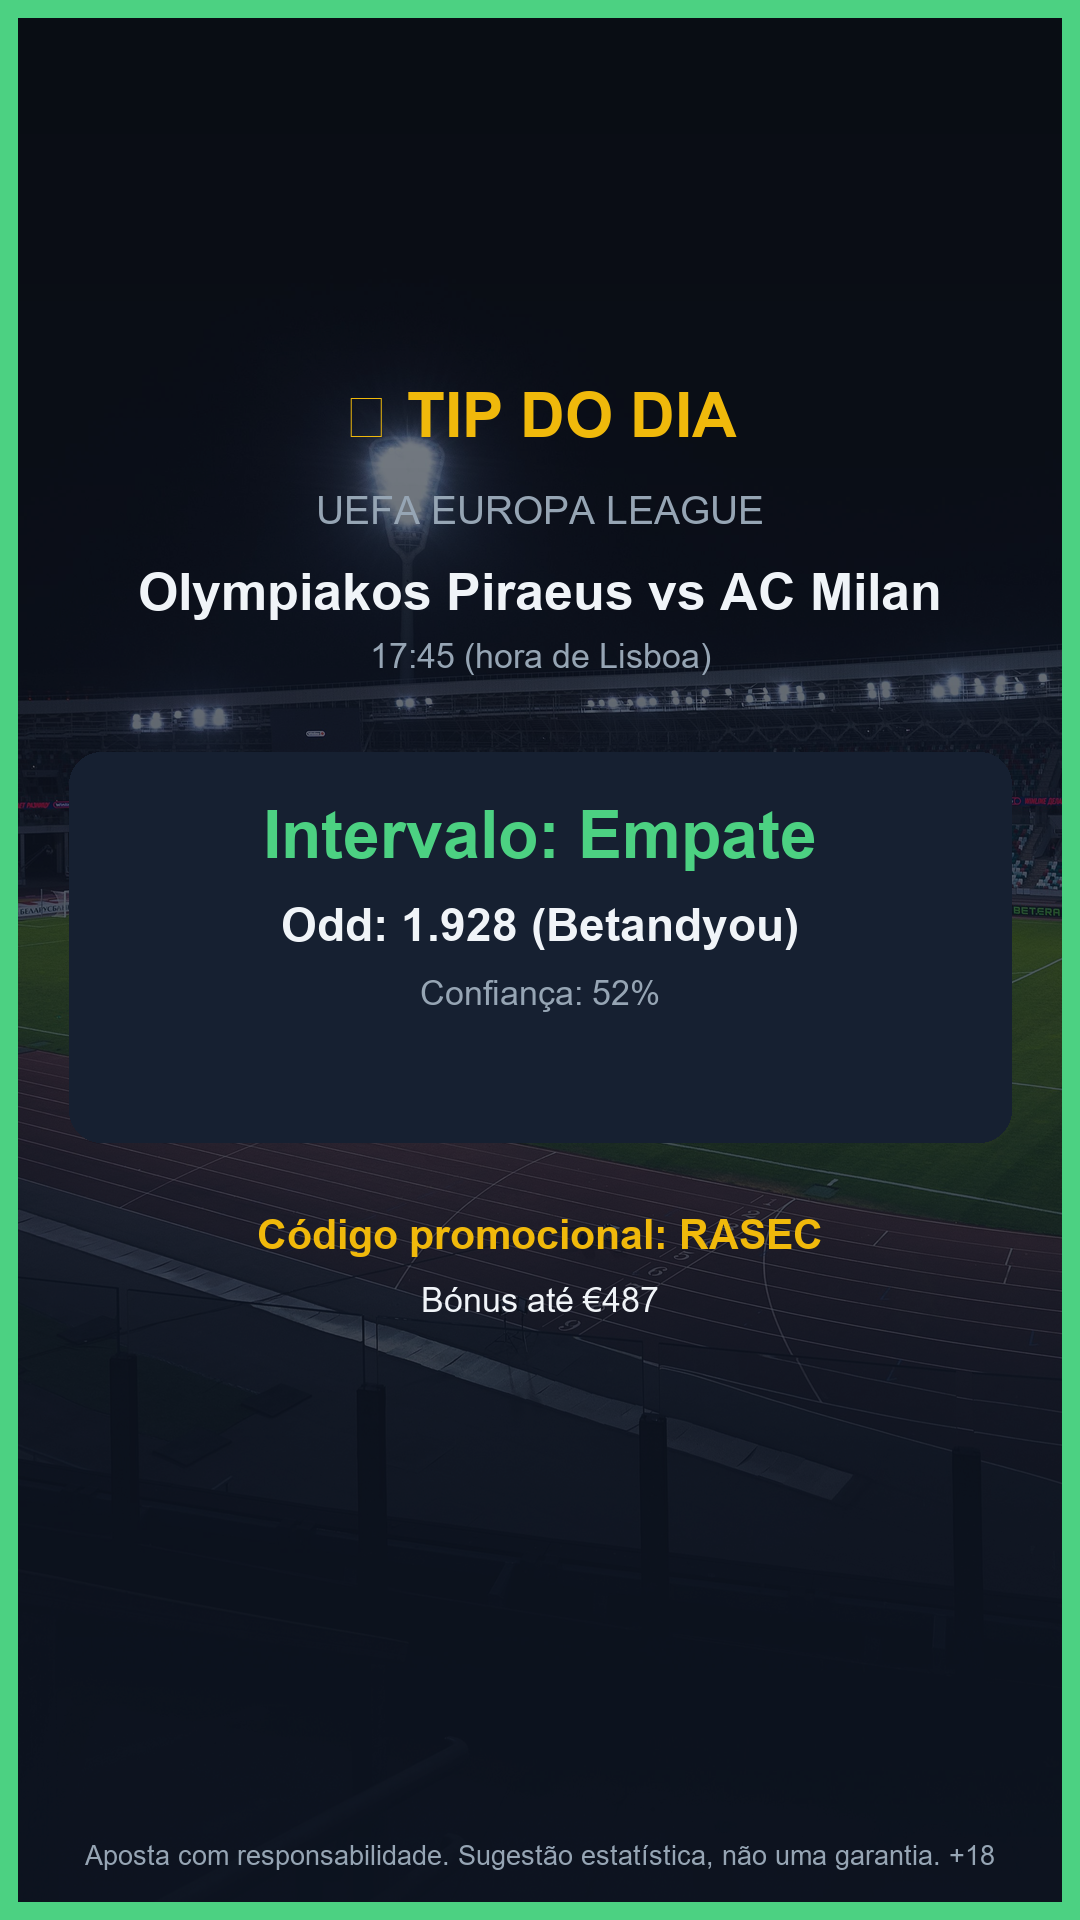 TIP DO DIA
UEFA EUROPA LEAGUE
Olympiakos Piraeus vs AC Milan
17:45 (hora de Lisboa)
Intervalo: Empate
Odd: 1.928 (Betandyou)
Confiança: 52%
Código promocional: RASEC
Bónus até €487
Aposta com responsabilidade. Sugestão estatística, não uma garantia. +18